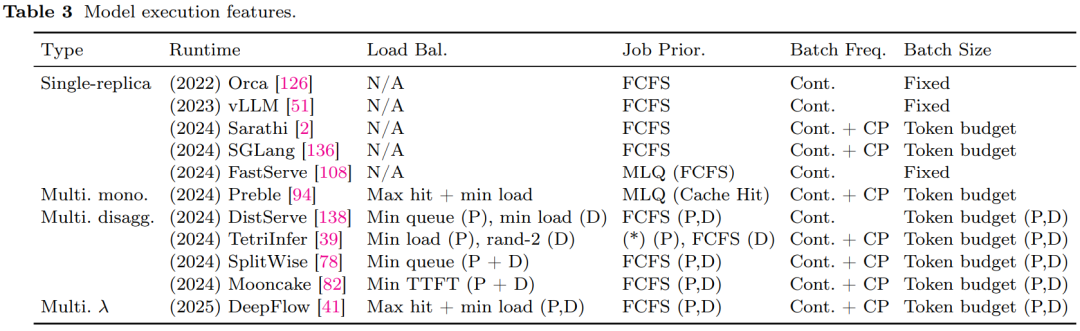 Table 3 Model execution features.
Type Runtime Load Bal. Job Prior. Batch Freq. Batch Size
Single-replica (2022) Orca [126] N/A FCFS Cont. Fixed
(2023) vLLM [51] N/A FCFS Cont. Fixed
(2024) Sarathi [2] N/A FCFS Cont. + CP Token budget
(2024) SGLang [136] N/A FCFS Cont. + CP Token budget
(2024) FastServe [108] N/A MLQ (FCFS) Cont. Fixed
Multi. mono. (2024) Preble [94] Max hit + min load MLQ (Cache Hit) Cont. + CP Token budget
Multi. disagg. (2024) DistServe [138] Min queue (P), min load (D) FCFS (P,D) Cont. Token budget (P,D)
(2024) TetriInfer [39] Min load (P), rand-2 (D) (*) (P), FCFS (D) Cont. + CP Token budget (P,D)
(2024) SplitWise [78] Min queue (P + D) FCFS (P,D) Cont. + CP Token budget (P,D)
(2024) Mooncake [82] Min TTFT (P + D) FCFS (P,D) Cont. + CP Token budget (P,D)
Multi. λ (2025) DeepFlow [41] Max hit + min load (P,D) FCFS (P,D) Cont. + CP Token budget (P,D)